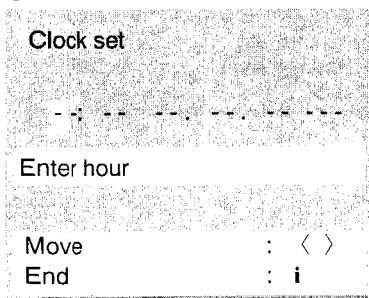 Clock set
--:-- --.--.-- ---
Enter hour
Move : 〈 〉
End : i